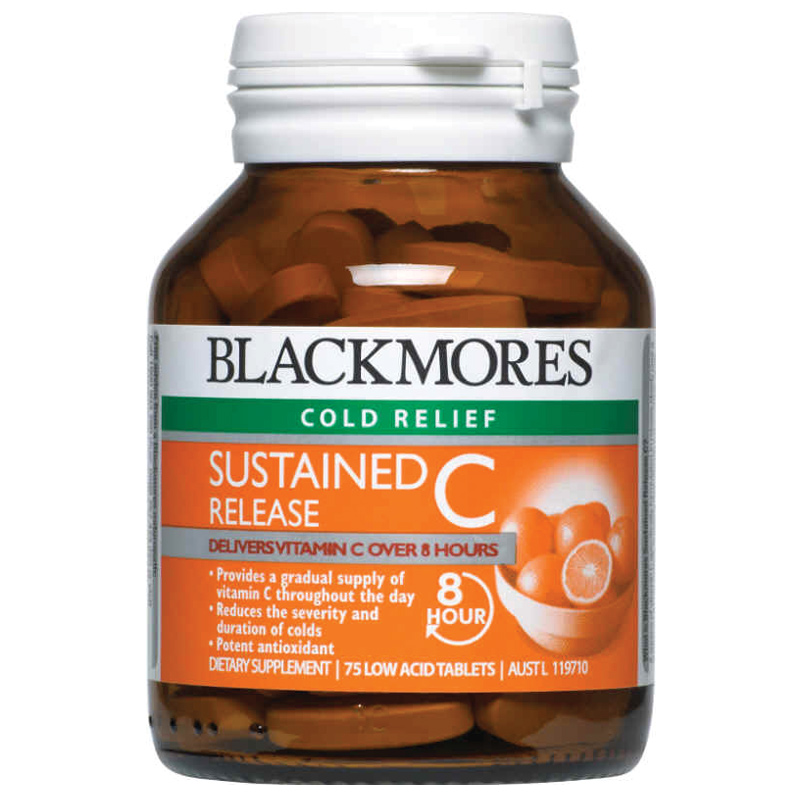 BLACKMORES
COLD RELIEF
SUSTAINED C
RELEASE
DELIVERS VITAMIN C OVER 8 HOURS
• Provides a gradual supply of
vitamin C throughout the day
• Reduces the severity and
duration of colds
• Potent antioxidant
8
HOUR
DIETARY SUPPLEMENT | 75 LOW ACID TABLETS | AUST L 119710